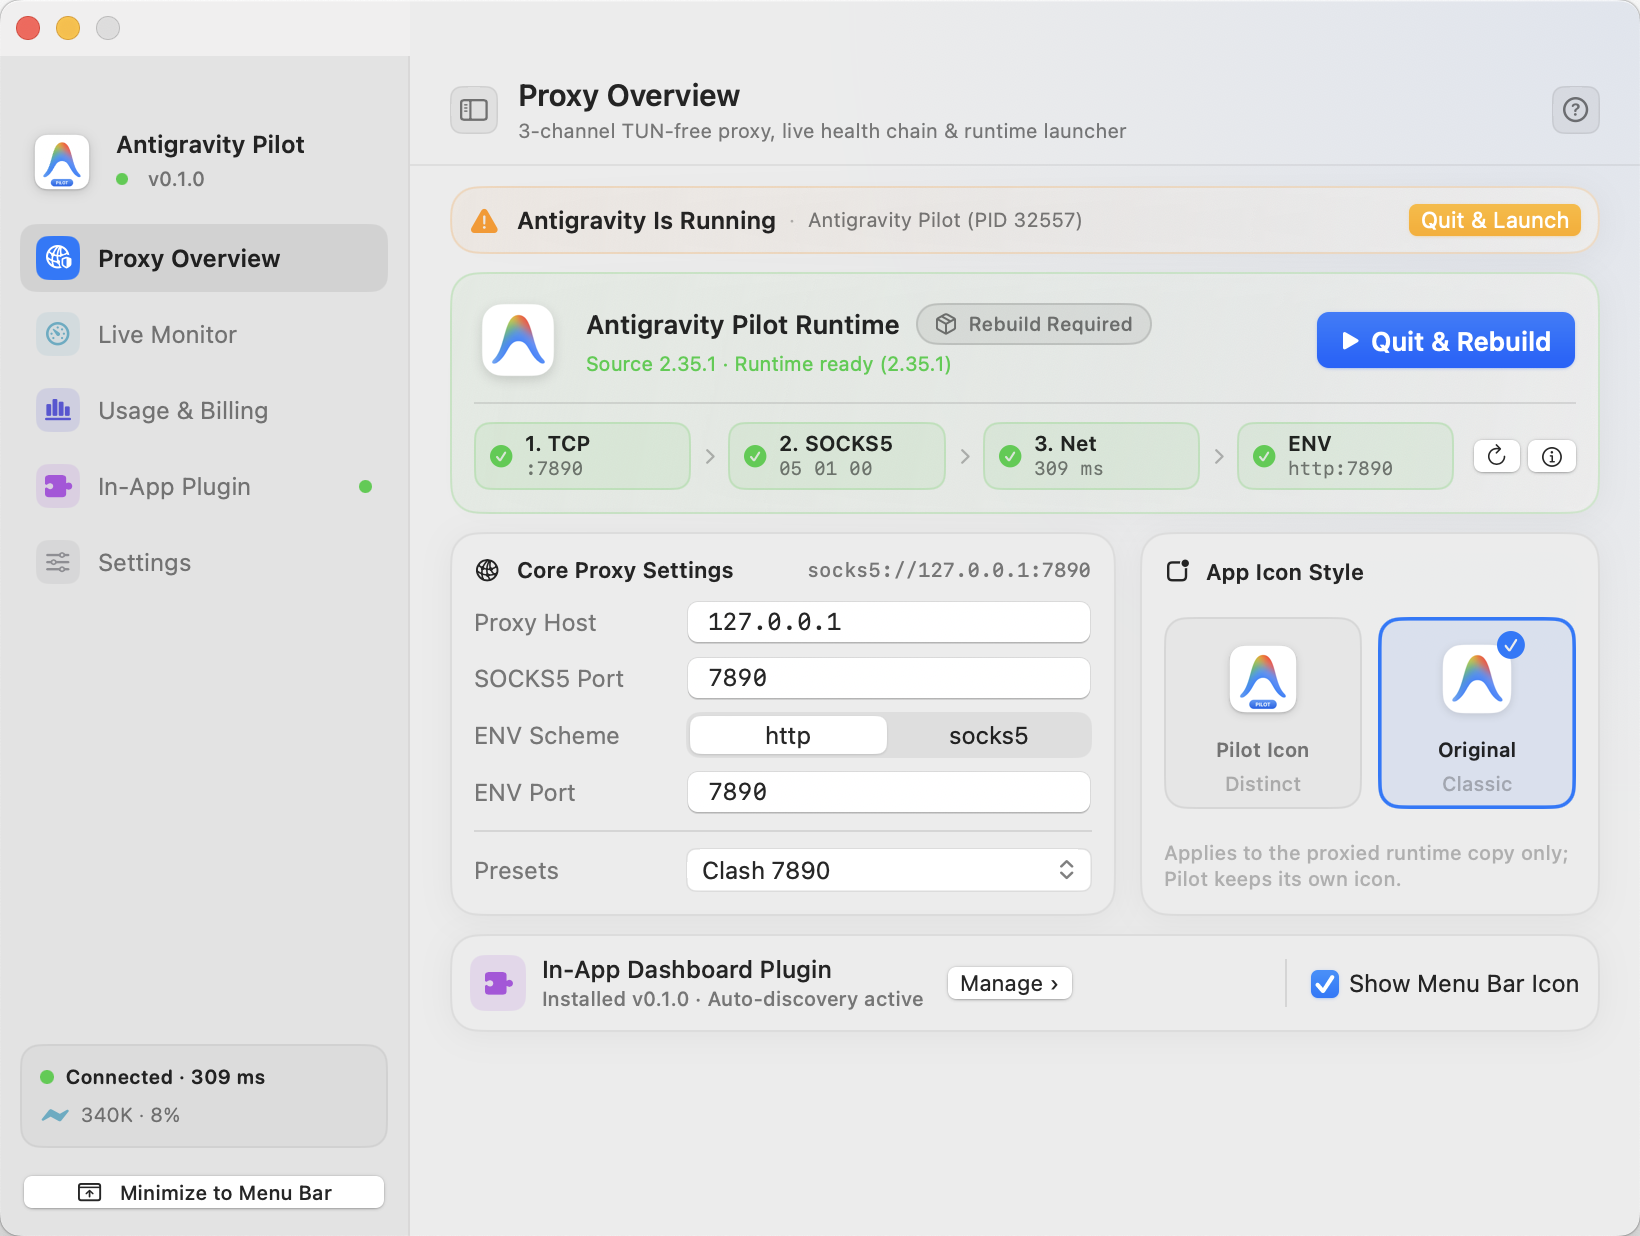 Antigravity Pilot
v0.1.0
Proxy Overview
Live Monitor
Usage & Billing
In-App Plugin
Settings
Connected · 309 ms
340K · 8%
Minimize to Menu Bar
Proxy Overview
3-channel TUN-free proxy, live health chain & runtime launcher
Antigravity Is Running · Antigravity Pilot (PID 32557)
Quit & Launch
Antigravity Pilot Runtime
Rebuild Required
Source 2.35.1 · Runtime ready (2.35.1)
Quit & Rebuild
1. TCP
:7890
2. SOCKS5
05 01 00
3. Net
309 ms
ENV
http:7890
Core Proxy Settings
socks5://127.0.0.1:7890
Proxy Host
127.0.0.1
SOCKS5 Port
7890
ENV Scheme
http
socks5
ENV Port
7890
Presets
Clash 7890
App Icon Style
PILOT
Pilot Icon
Distinct
Original
Classic
Applies to the proxied runtime copy only;
Pilot keeps its own icon.
In-App Dashboard Plugin
Installed v0.1.0 · Auto-discovery active
Manage ›
Show Menu Bar Icon